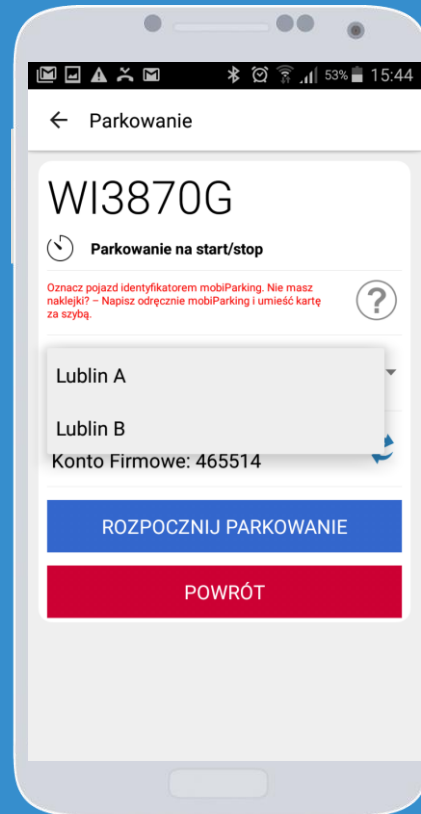 53% 15:44
Parkowanie
WI3870G
Parkowanie na start/stop
Oznacz pojazd identyfikatorem mobiParking. Nie masz
naklejki? – Napisz odręcznie mobiParking i umieść kartę
za szybą.
?
Lublin A
Lublin B
Konto Firmowe: 465514
ROZPOCZNIJ PARKOWANIE
POWRÓT